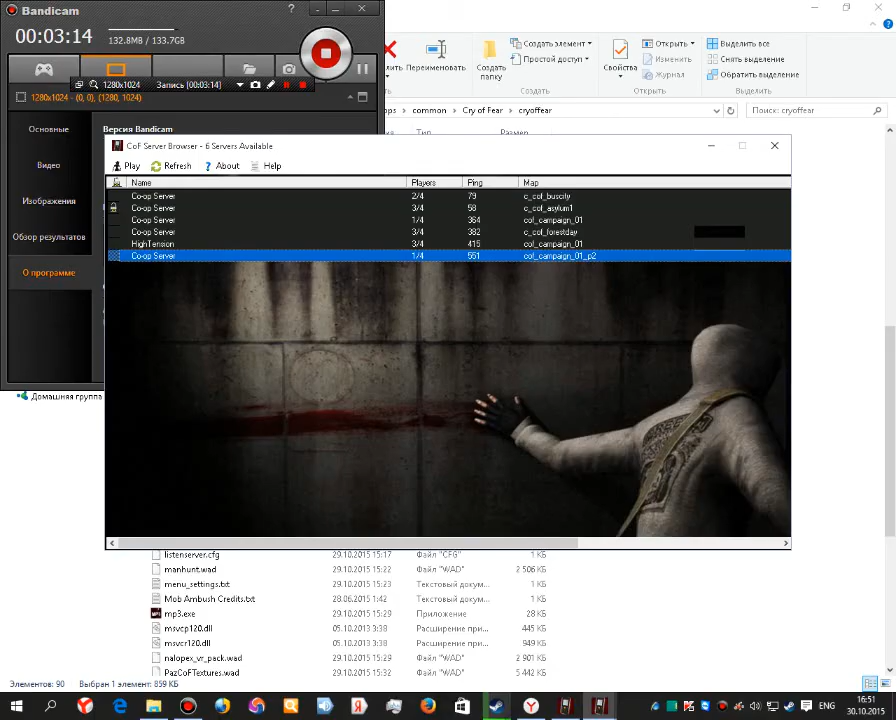 Bandicam
?
00:03:14
132.8MB / 133.7GB
1280x1024
Запись [00:03:14]
1280x1024 - (0, 0), (1280, 1024)
Основные
Видео
Изображения
Обзор результатов
О программе
Версия Bandicam
Переименовать
Создать папку
Создать элемент
Простой доступ
Свойства
Открыть
Изменить
Журнал
Открыть
Выделить все
Снять выделение
Обратить выделение
Выделить
common > Cry of Fear > cryoffear
Поиск: cryoffear
Тип
Размер
CoF Server Browser - 6 Servers Available
Play Refresh ? About Help
Name Players Ping Map
Co-op Server 2/4 79 c_cof_buscity
Co-op Server 3/4 58 c_cof_asylum1
Co-op Server 1/4 364 cof_campaign_01
Co-op Server 3/4 382 c_cof_forestday
HighTension 3/4 415 cof_campaign_01
Co-op Server 1/4 551 cof_campaign_01_p2
Домашняя группа
listenserver.cfg 29.10.2015 15:17 Файл "CFG" 1 КБ
manhunt.wad 29.10.2015 15:22 Файл "WAD" 2 506 КБ
menu_settings.txt 29.10.2015 15:23 Текстовый докум... 1 КБ
Mob Ambush Credits.txt 28.06.2015 1:42 Текстовый докум... 1 КБ
mp3.exe 29.10.2015 15:15 Приложение 28 КБ
msvcp120.dll 05.10.2013 3:38 Расширение при... 445 КБ
msvcr120.dll 05.10.2013 3:38 Расширение при... 949 КБ
nalopex_vr_pack.wad 29.10.2015 15:22 Файл "WAD" 2 901 КБ
PazCoFTextures.wad 29.10.2015 15:32 Файл "WAD" 5 442 КБ
Элементов: 90 Выбран 1 элемент: 859 КБ
ENG
16:51
30.10.2015